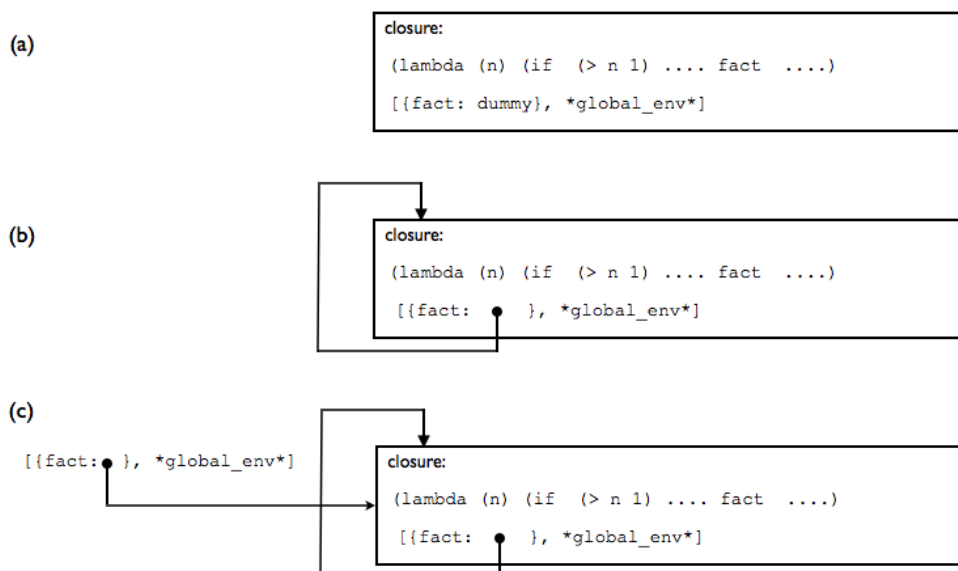 (a)
closure:
(lambda (n) (if  (> n 1) .... fact  ....)
[{fact: dummy}, *global_env*]
(b)
closure:
(lambda (n) (if  (> n 1) .... fact  ....)
[{fact:    }, *global_env*]
(c)
[{fact:  }, *global_env*]
closure:
(lambda (n) (if  (> n 1) .... fact  ....)
[{fact:    }, *global_env*]